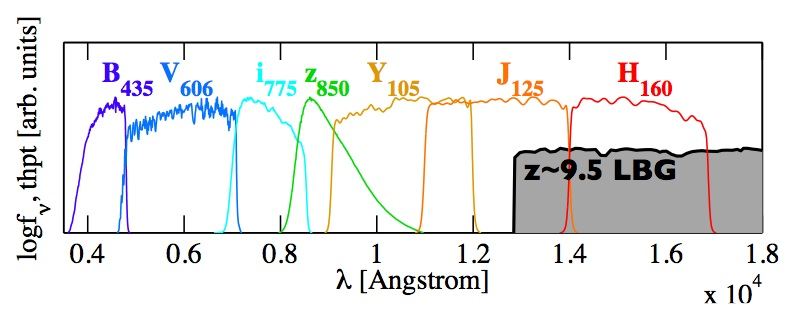 logfν, thpt [arb. units]
B435 V606 i775 z850 Y105 J125 H160
z~9.5 LBG
0.4 0.6 0.8 1 1.2 1.4 1.6 1.8
λ [Angstrom]
x 10^4